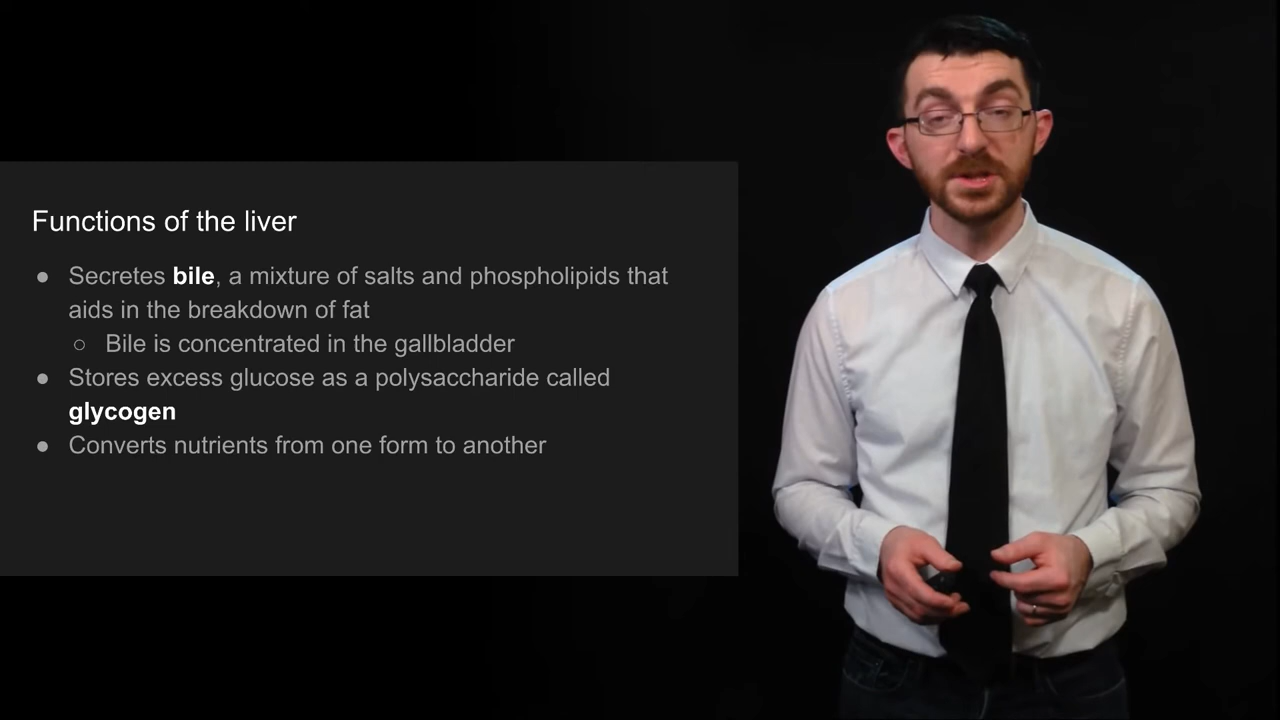 Functions of the liver
● Secretes bile, a mixture of salts and phospholipids that
aids in the breakdown of fat
○ Bile is concentrated in the gallbladder
● Stores excess glucose as a polysaccharide called
glycogen
● Converts nutrients from one form to another